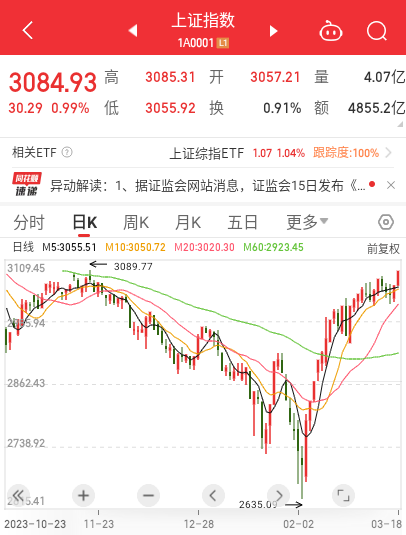 上证指数
1A0001 L1
3084.93 高 3085.31 开 3057.21 量 4.07亿
30.29 0.99% 低 3055.92 换 0.91% 额 4855.2亿
相关ETF ? 上证综指ETF 1.07 1.04% 跟踪度:100%
同花顺 速递 异动解读：1、据证监会网站消息，证监会15日发布《...
分时 日K 周K 月K 五日 更多
日线 M5:3055.51 M10:3050.72 M20:3020.30 M60:2923.45 前复权
3109.45
3089.77
2985.94
2862.43
2738.92
2615.41
2635.09
2023-10-23 11-23 12-28 02-02 03-18